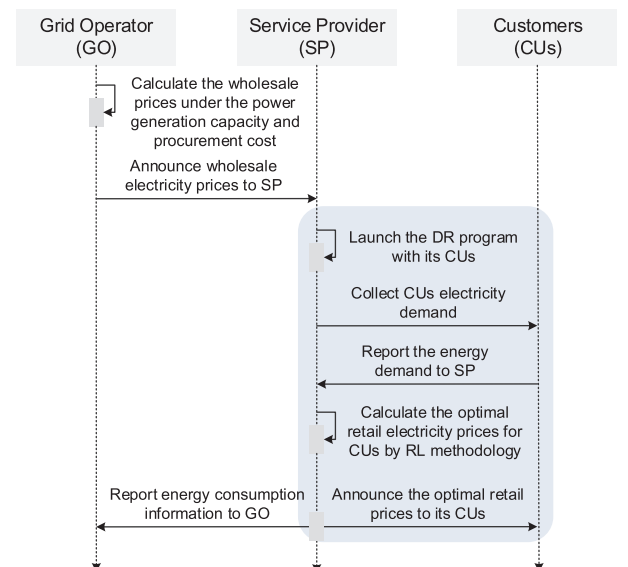 Grid Operator
(GO)
Service Provider
(SP)
Customers
(CUs)
Calculate the wholesale
prices under the power
generation capacity and
procurement cost
Announce wholesale
electricity prices to SP
Launch the DR program
with its CUs
Collect CUs electricity
demand
Report the energy
demand to SP
Calculate the optimal
retail electricity prices for
CUs by RL methodology
Report energy consumption
information to GO
Announce the optimal retail
prices to its CUs